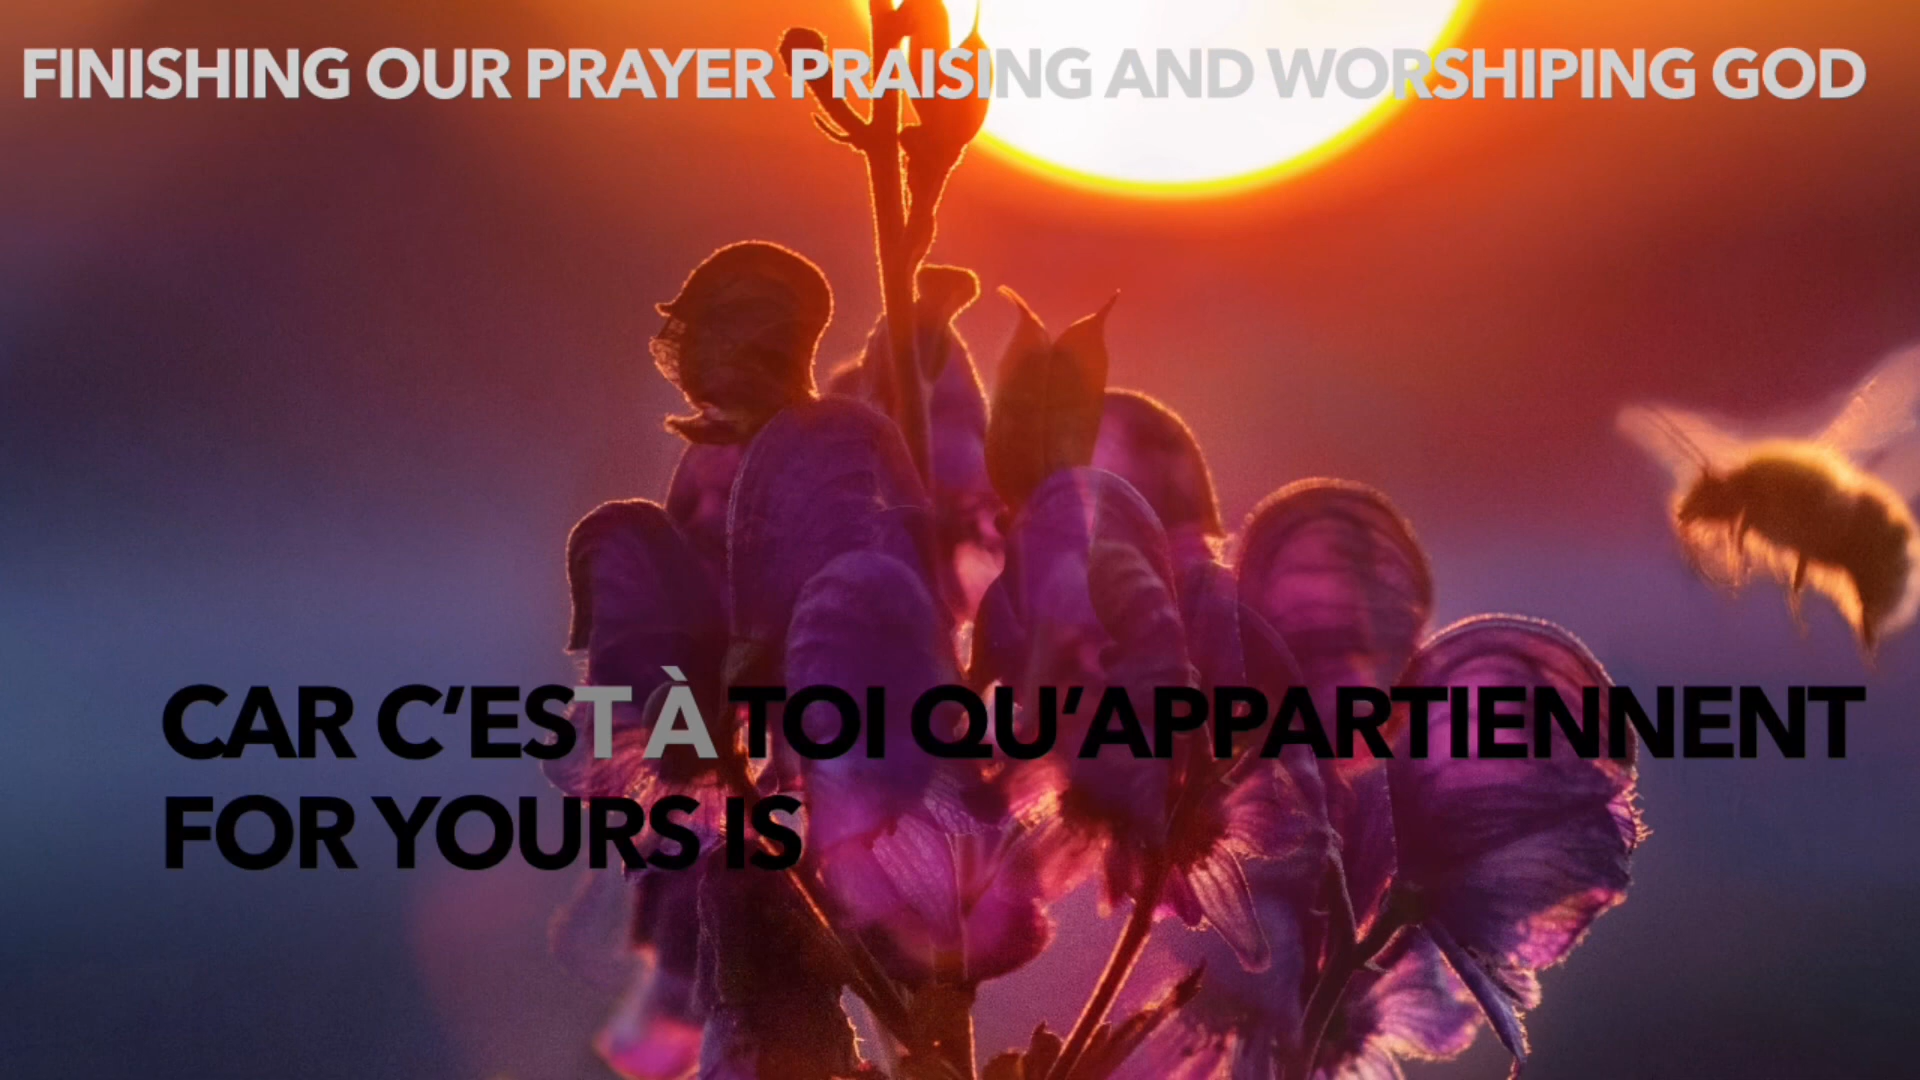 FINISHING OUR PRAYER PRAISING AND WORSHIPING GOD
CAR C’EST À TOI QU’APPARTIENNENT
FOR YOURS IS